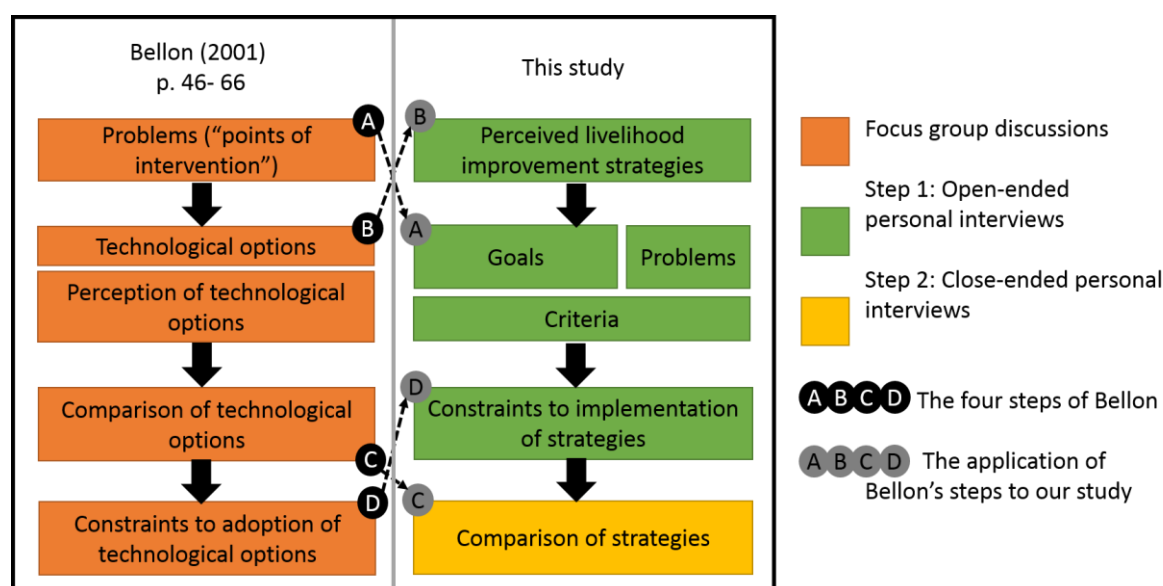 Bellon (2001)
p. 46- 66
Problems (“points of
intervention”)
A
Technological options
B
Perception of technological
options
Comparison of technological
options
C
Constraints to adoption of
technological options
D
This study
B
Perceived livelihood
improvement strategies
A
Goals
Problems
Criteria
D
Constraints to implementation
of strategies
C
Comparison of strategies
Focus group discussions
Step 1: Open-ended
personal interviews
Step 2: Close-ended personal
interviews
A B C D The four steps of Bellon
A B C D The application of
Bellon’s steps to our study